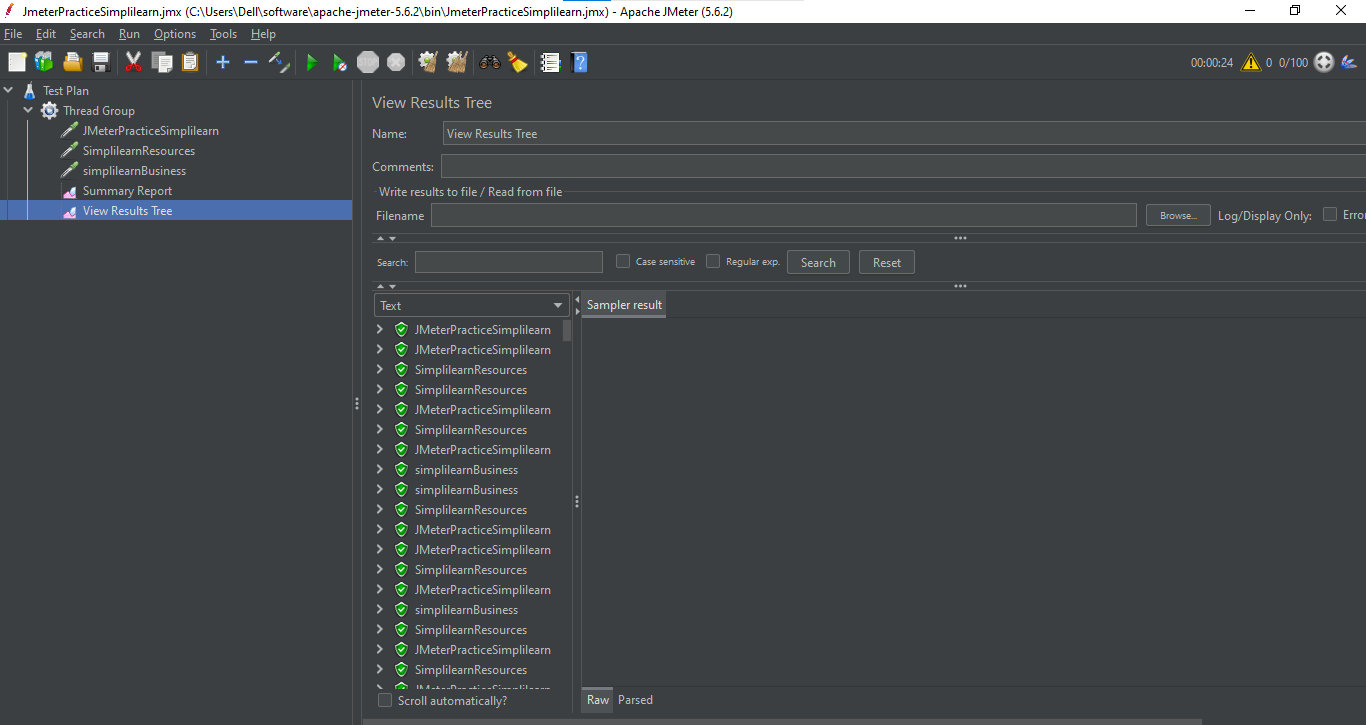 JmeterPracticeSimplilearn.jmx (C:\Users\Dell\software\apache-jmeter-5.6.2\bin\JmeterPracticeSimplilearn.jmx) - Apache JMeter (5.6.2)
File Edit Search Run Options Tools Help
STOP 00:00:24 0 0/100
Test Plan
Thread Group
JMeterPracticeSimplilearn
SimplilearnResources
simplilearnBusiness
Summary Report
View Results Tree
View Results Tree
Name: View Results Tree
Comments:
Write results to file / Read from file
Filename Browse... Log/Display Only: Erro
Search: Case sensitive Regular exp. Search Reset
Text Sampler result
JMeterPracticeSimplilearn
JMeterPracticeSimplilearn
SimplilearnResources
SimplilearnResources
JMeterPracticeSimplilearn
SimplilearnResources
JMeterPracticeSimplilearn
simplilearnBusiness
simplilearnBusiness
SimplilearnResources
JMeterPracticeSimplilearn
JMeterPracticeSimplilearn
SimplilearnResources
JMeterPracticeSimplilearn
simplilearnBusiness
SimplilearnResources
JMeterPracticeSimplilearn
SimplilearnResources
JMeterPracticeSimplilearn
Scroll automatically? Raw Parsed